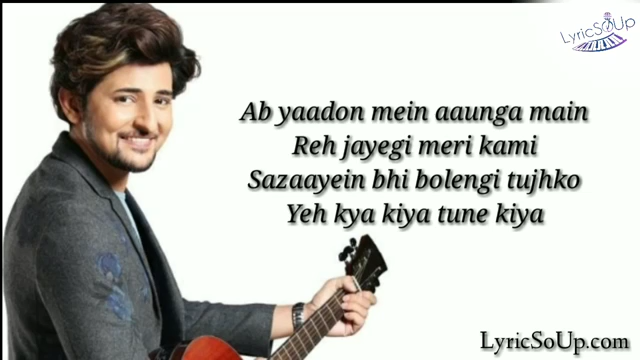 LyricSoUp
Ab yaadon mein aaunga main
Reh jayegi meri kami
Sazaayein bhi bolengi tujhko
Yeh kya kiya tune kiya
LyricSoUp.com